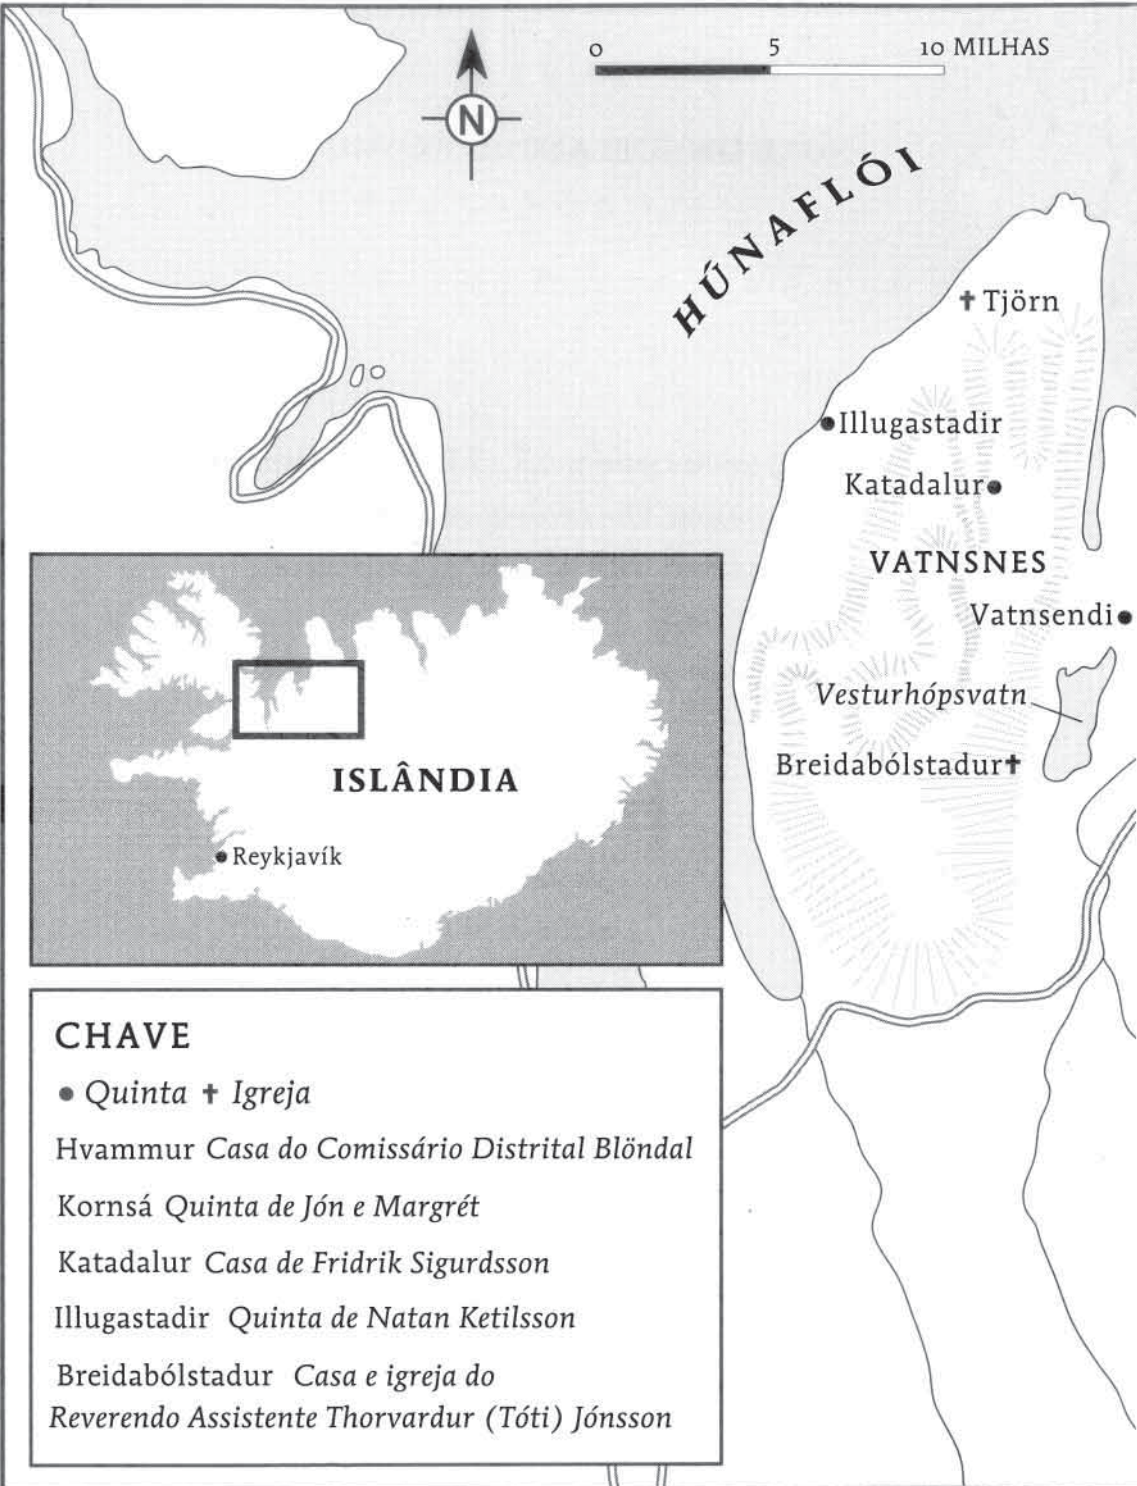 0 5 10 MILHAS
N
HÚNAFLÓI
✝ Tjörn
Illugastadir
Katadalur
VATNSNES
Vatnsendi
Vesturhópsvatn
Breidabólstadur ✝
ISLÂNDIA
Reykjavík
CHAVE
• Quinta ✝ Igreja
Hvammur Casa do Comissário Distrital Blöndal
Kornsá Quinta de Jón e Margrét
Katadalur Casa de Fridrik Sigurdsson
Illugastadir Quinta de Natan Ketilsson
Breidabólstadur Casa e igreja do
Reverendo Assistente Thorvardur (Tóti) Jónsson